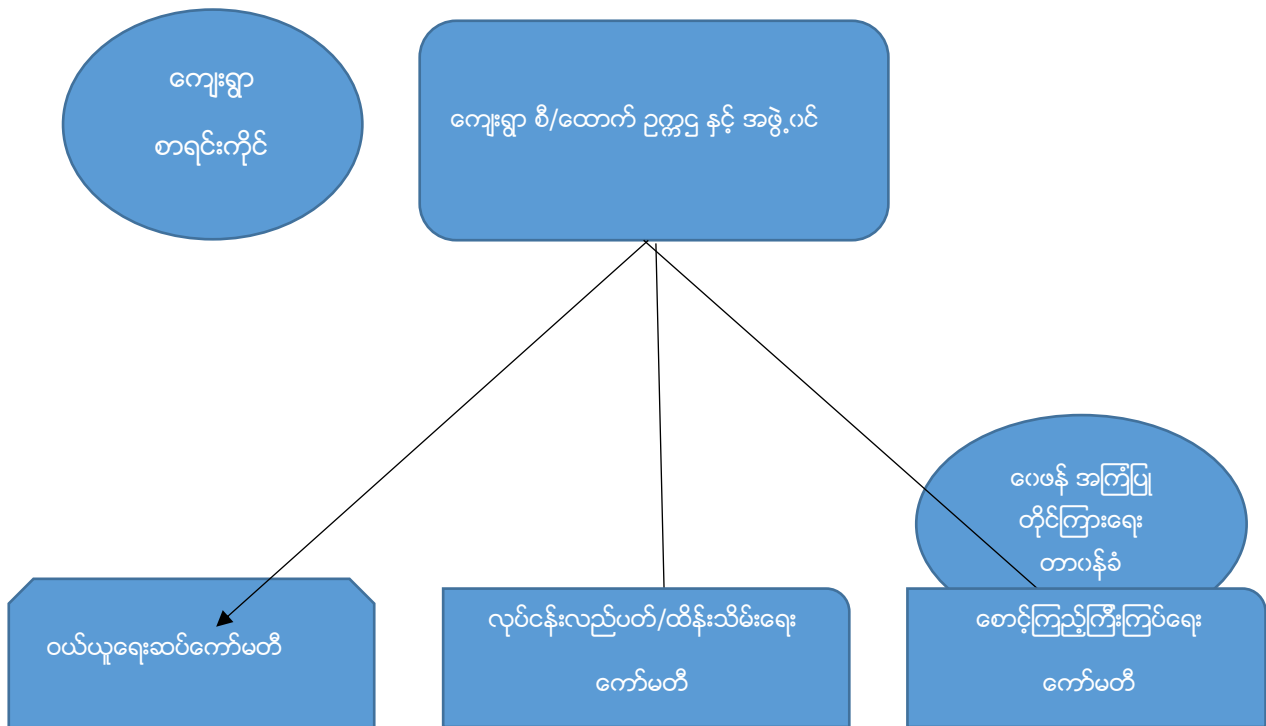 ကျေးရွာ
စာရင်းကိုင်
ကျေးရွာ စီ/ထောက် ဥက္ကဌ နှင့် အဖွဲ့ဝင်
ဝေဖန် အကြံပြု
တိုင်ကြားရေး
တာဝန်ခံ
ဝယ်ယူရေးဆပ်ကော်မတီ
လုပ်ငန်းလည်ပတ်/ထိန်းသိမ်းရေး
ကော်မတီ
စောင့်ကြည့်ကြီးကြပ်ရေး
ကော်မတီ